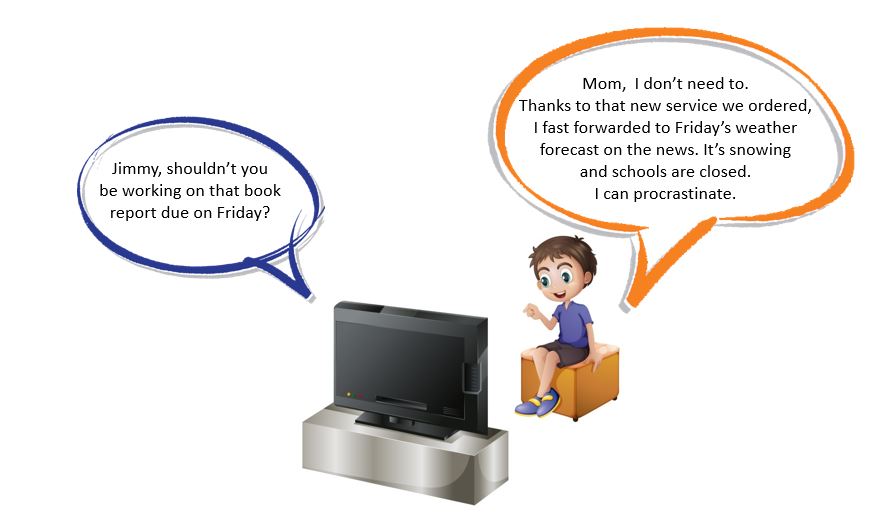 Jimmy, shouldn’t you
be working on that book
report due on Friday?
Mom,  I don’t need to.
Thanks to that new service we ordered,
I fast forwarded to Friday’s weather
forecast on the news. It’s snowing
and schools are closed.
I can procrastinate.